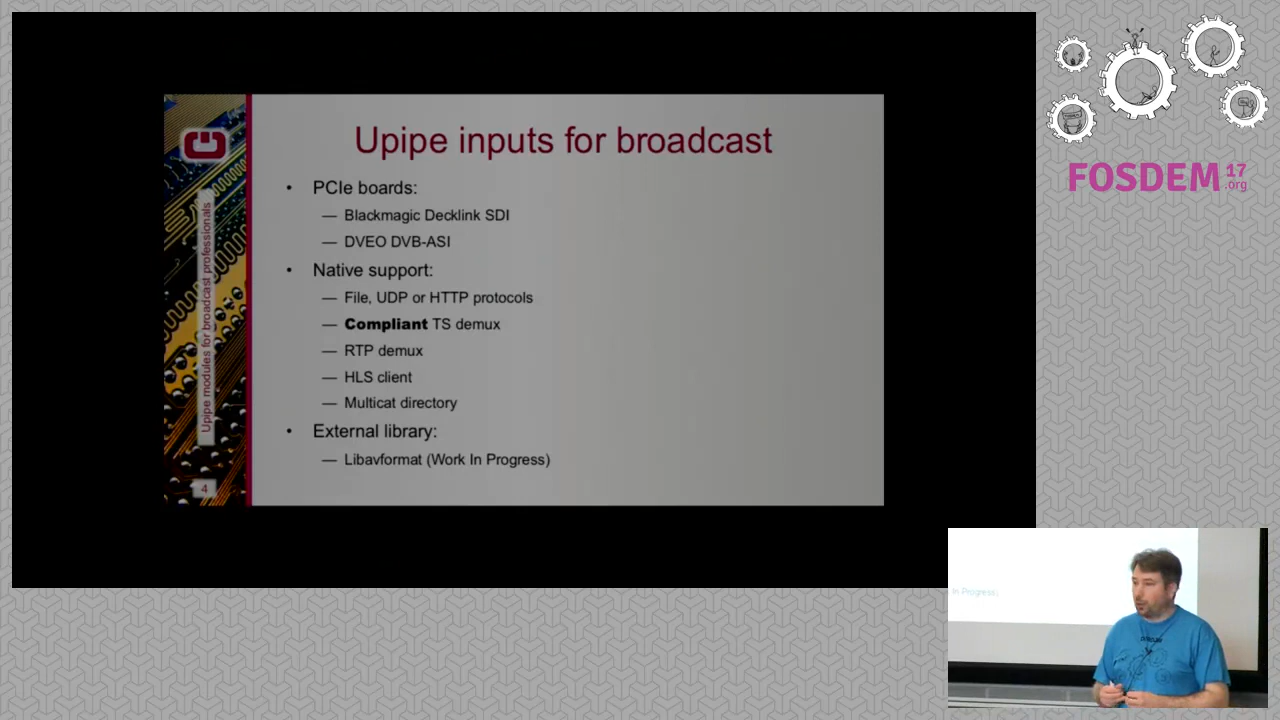 Upipe inputs for broadcast
• PCIe boards:
— Blackmagic Decklink SDI
— DVEO DVB-ASI
• Native support:
— File, UDP or HTTP protocols
— Compliant TS demux
— RTP demux
— HLS client
— Multicat directory
• External library:
— Libavformat (Work In Progress)
Upipe modules for broadcast professionals
4
FOSDEM 17
.org
In Progress)